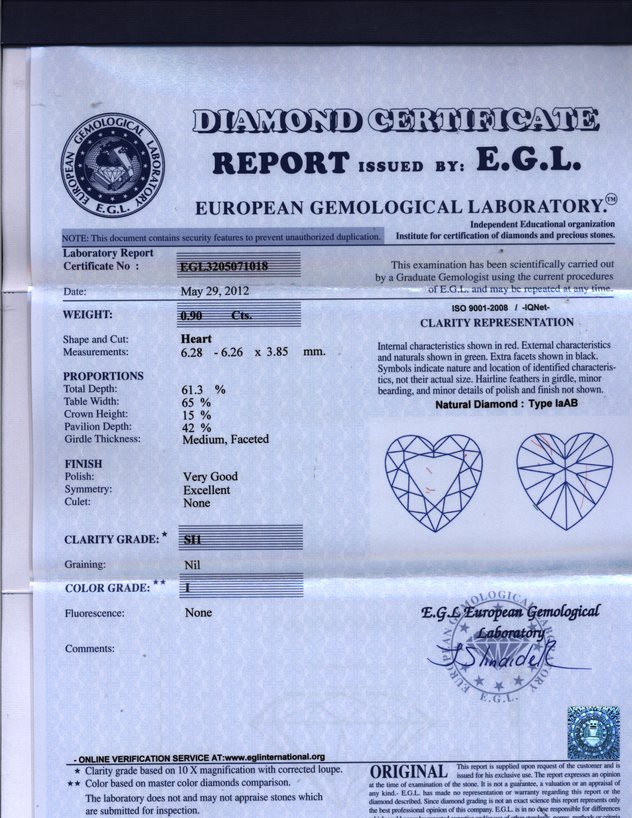 EUROPEAN GEMOLOGICAL LABORATORY
E.G.L.
DIAMOND CERTIFICATE
REPORT ISSUED BY: E.G.L.
EUROPEAN GEMOLOGICAL LABORATORY.™
Independent Educational organization
Institute for certification of diamonds and precious stones.
NOTE: This document contains security features to prevent unauthorized duplication.
Laboratory Report
Certificate No : EGL3205071018
Date: May 29, 2012
WEIGHT: 0.90 Cts.
Shape and Cut: Heart
Measurements: 6.28 - 6.26 x 3.85 mm.
PROPORTIONS
Total Depth: 61.3 %
Table Width: 65 %
Crown Height: 15 %
Pavilion Depth: 42 %
Girdle Thickness: Medium, Faceted
FINISH
Polish: Very Good
Symmetry: Excellent
Culet: None
CLARITY GRADE:★ SI1
Graining: Nil
COLOR GRADE:★★ I
Fluorescence: None
Comments:
This examination has been scientifically carried out
by a Graduate Gemologist using the current procedures
of E.G.L. and may be repeated at any time.
ISO 9001-2008 / -IQNet-
CLARITY REPRESENTATION
Internal characteristics shown in red. External characteristics
and naturals shown in green. Extra facets shown in black.
Symbols indicate nature and location of identified characteris-
tics, not their actual size. Hairline feathers in girdle, minor
bearding, and minor details of polish and finish not shown.
Natural Diamond : Type IaAB
E.G.L European Gemological
Laboratory
EUROPEAN GEMOLOGICAL LABORATORY
E.G.L.
- ONLINE VERIFICATION SERVICE AT:www.eglinternational.org
★ Clarity grade based on 10 X magnification with corrected loupe.
★★ Color based on master color diamonds comparison.
The laboratory does not and may not appraise stones which
are submitted for inspection.
ORIGINAL This report is supplied upon request of the customer and is
issued for his exclusive use. The report expresses an opinion
at the time of examination of the stone. It is not a guarantee, a valuation or an appraisal of
any kind.- E.G.L. has made no representation or warranty regarding this report or the
diamond described. Since diamond grading is not an exact science this report represents only
the best professional opinion of this company. E.G.L. is in no way be responsible for differences